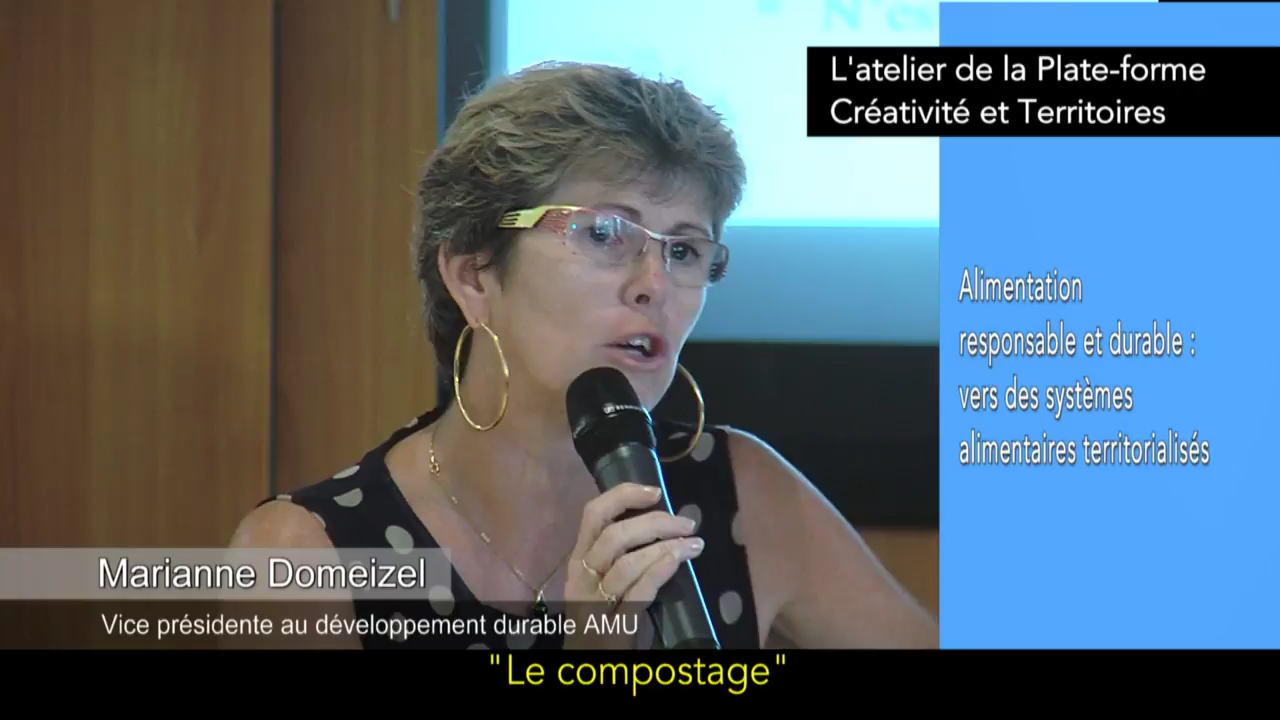 L'atelier de la Plate-forme
Créativité et Territoires
Alimentation
responsable et durable :
vers des systèmes
alimentaires territorialisés
Marianne Domeizel
Vice présidente au développement durable AMU
"Le compostage"